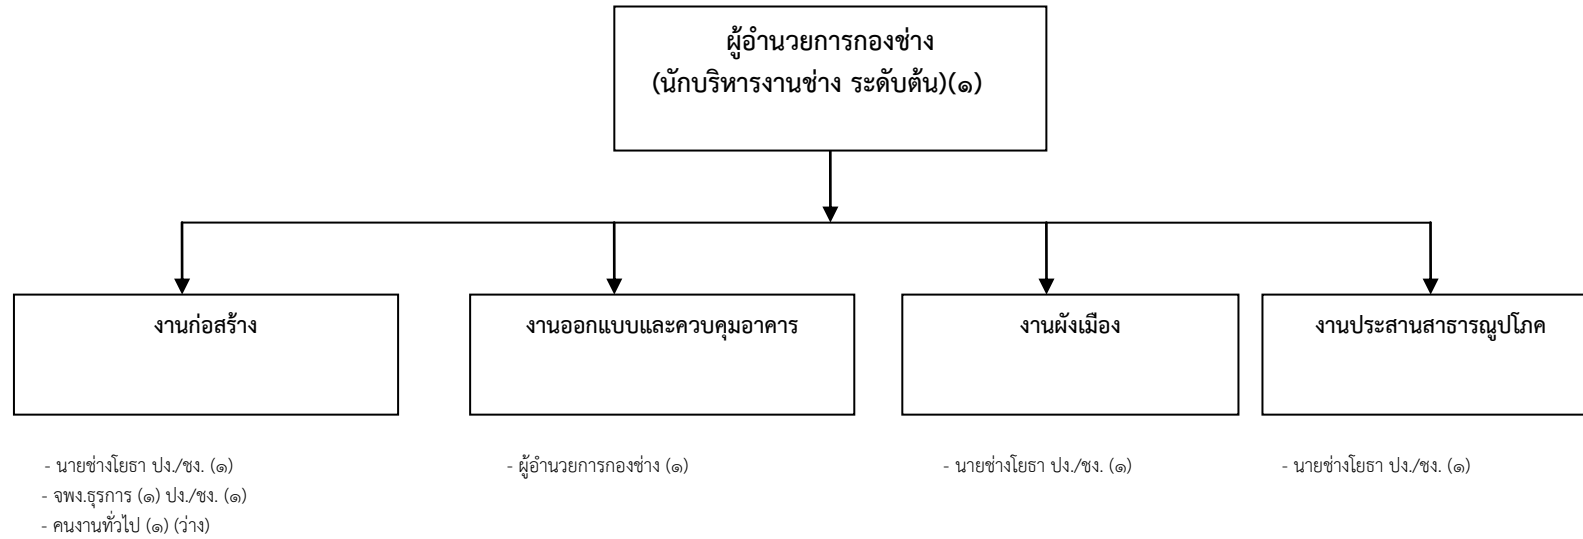 ผู้อำนวยการกองช่าง
(นักบริหารงานช่าง ระดับต้น)(๑)
งานก่อสร้าง
งานออกแบบและควบคุมอาคาร
งานผังเมือง
งานประสานสาธารณูปโภค
- นายช่างโยธา ปง./ชง. (๑)
- จพง.ธุรการ (๑) ปง./ชง. (๑)
- คนงานทั่วไป (๑) (ว่าง)
- ผู้อำนวยการกองช่าง (๑)
- นายช่างโยธา ปง./ชง. (๑)
- นายช่างโยธา ปง./ชง. (๑)